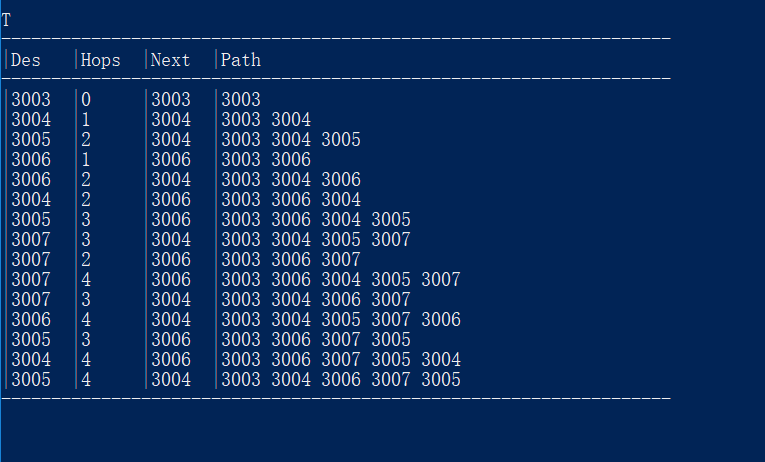 T
-------------------------------------------------------------------
|Des   |Hops  |Next  |Path
-------------------------------------------------------------------
|3003  |0     |3003  |3003
|3004  |1     |3004  |3003 3004
|3005  |2     |3004  |3003 3004 3005
|3006  |1     |3006  |3003 3006
|3006  |2     |3004  |3003 3004 3006
|3004  |2     |3006  |3003 3006 3004
|3005  |3     |3006  |3003 3006 3004 3005
|3007  |3     |3004  |3003 3004 3005 3007
|3007  |2     |3006  |3003 3006 3007
|3007  |4     |3006  |3003 3006 3004 3005 3007
|3007  |3     |3004  |3003 3004 3006 3007
|3006  |4     |3004  |3003 3004 3005 3007 3006
|3005  |3     |3006  |3003 3006 3007 3005
|3004  |4     |3006  |3003 3006 3007 3005 3004
|3005  |4     |3004  |3003 3004 3006 3007 3005
-------------------------------------------------------------------